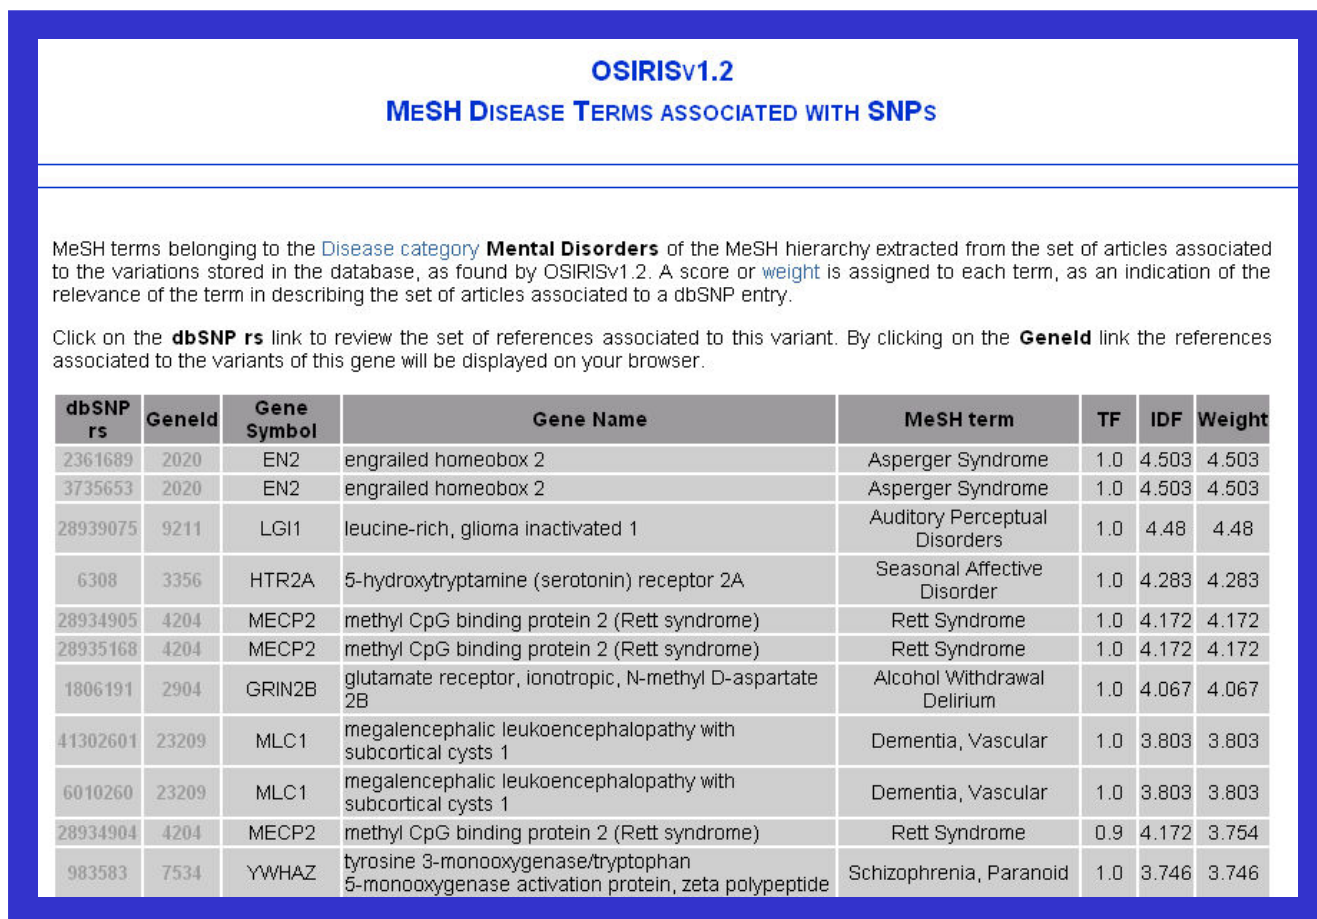 OSIRISv1.2
MeSH Disease Terms associated with SNPs
MeSH terms belonging to the Disease category Mental Disorders of the MeSH hierarchy extracted from the set of articles associated
to the variations stored in the database, as found by OSIRISv1.2. A score or weight is assigned to each term, as an indication of the
relevance of the term in describing the set of articles associated to a dbSNP entry.
Click on the dbSNP rs link to review the set of references associated to this variant. By clicking on the GeneId link the references
associated to the variants of this gene will be displayed on your browser.
dbSNP rs GeneId Gene Symbol Gene Name MeSH term TF IDF Weight
2361689 2020 EN2 engrailed homeobox 2 Asperger Syndrome 1.0 4.503 4.503
3735653 2020 EN2 engrailed homeobox 2 Asperger Syndrome 1.0 4.503 4.503
28939075 9211 LGI1 leucine-rich, glioma inactivated 1 Auditory Perceptual Disorders 1.0 4.48 4.48
6308 3356 HTR2A 5-hydroxytryptamine (serotonin) receptor 2A Seasonal Affective Disorder 1.0 4.283 4.283
28934905 4204 MECP2 methyl CpG binding protein 2 (Rett syndrome) Rett Syndrome 1.0 4.172 4.172
28935168 4204 MECP2 methyl CpG binding protein 2 (Rett syndrome) Rett Syndrome 1.0 4.172 4.172
1806191 2904 GRIN2B glutamate receptor, ionotropic, N-methyl D-aspartate 2B Alcohol Withdrawal Delirium 1.0 4.067 4.067
41302601 23209 MLC1 megalencephalic leukoencephalopathy with subcortical cysts 1 Dementia, Vascular 1.0 3.803 3.803
6010260 23209 MLC1 megalencephalic leukoencephalopathy with subcortical cysts 1 Dementia, Vascular 1.0 3.803 3.803
28934904 4204 MECP2 methyl CpG binding protein 2 (Rett syndrome) Rett Syndrome 0.9 4.172 3.754
983583 7534 YWHAZ tyrosine 3-monooxygenase/tryptophan 5-monooxygenase activation protein, zeta polypeptide Schizophrenia, Paranoid 1.0 3.746 3.746